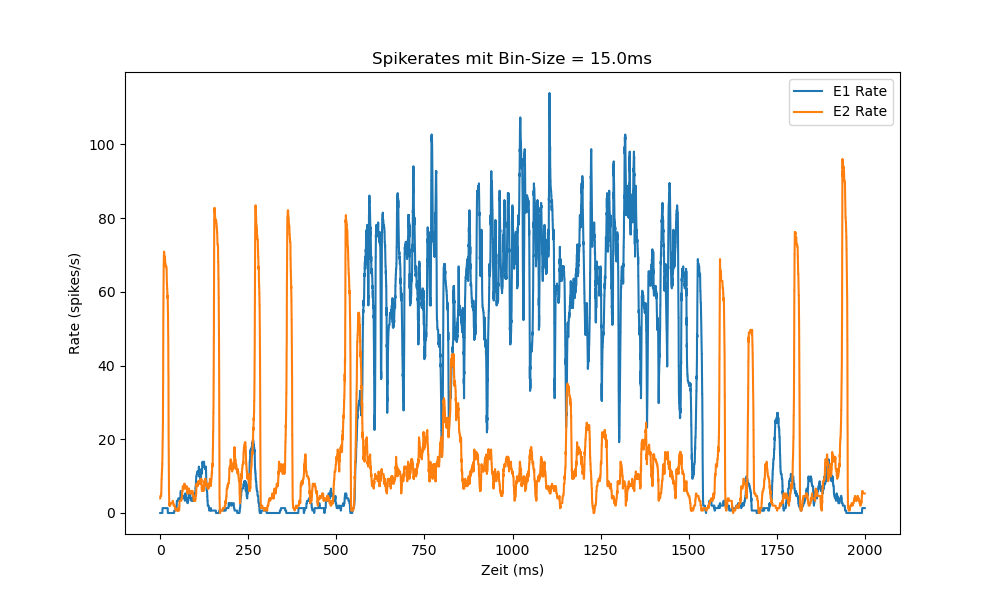 Spikerates mit Bin-Size = 15.0ms
E1 Rate
E2 Rate
Rate (spikes/s)
100
80
60
40
20
0
0 250 500 750 1000 1250 1500 1750 2000
Zeit (ms)